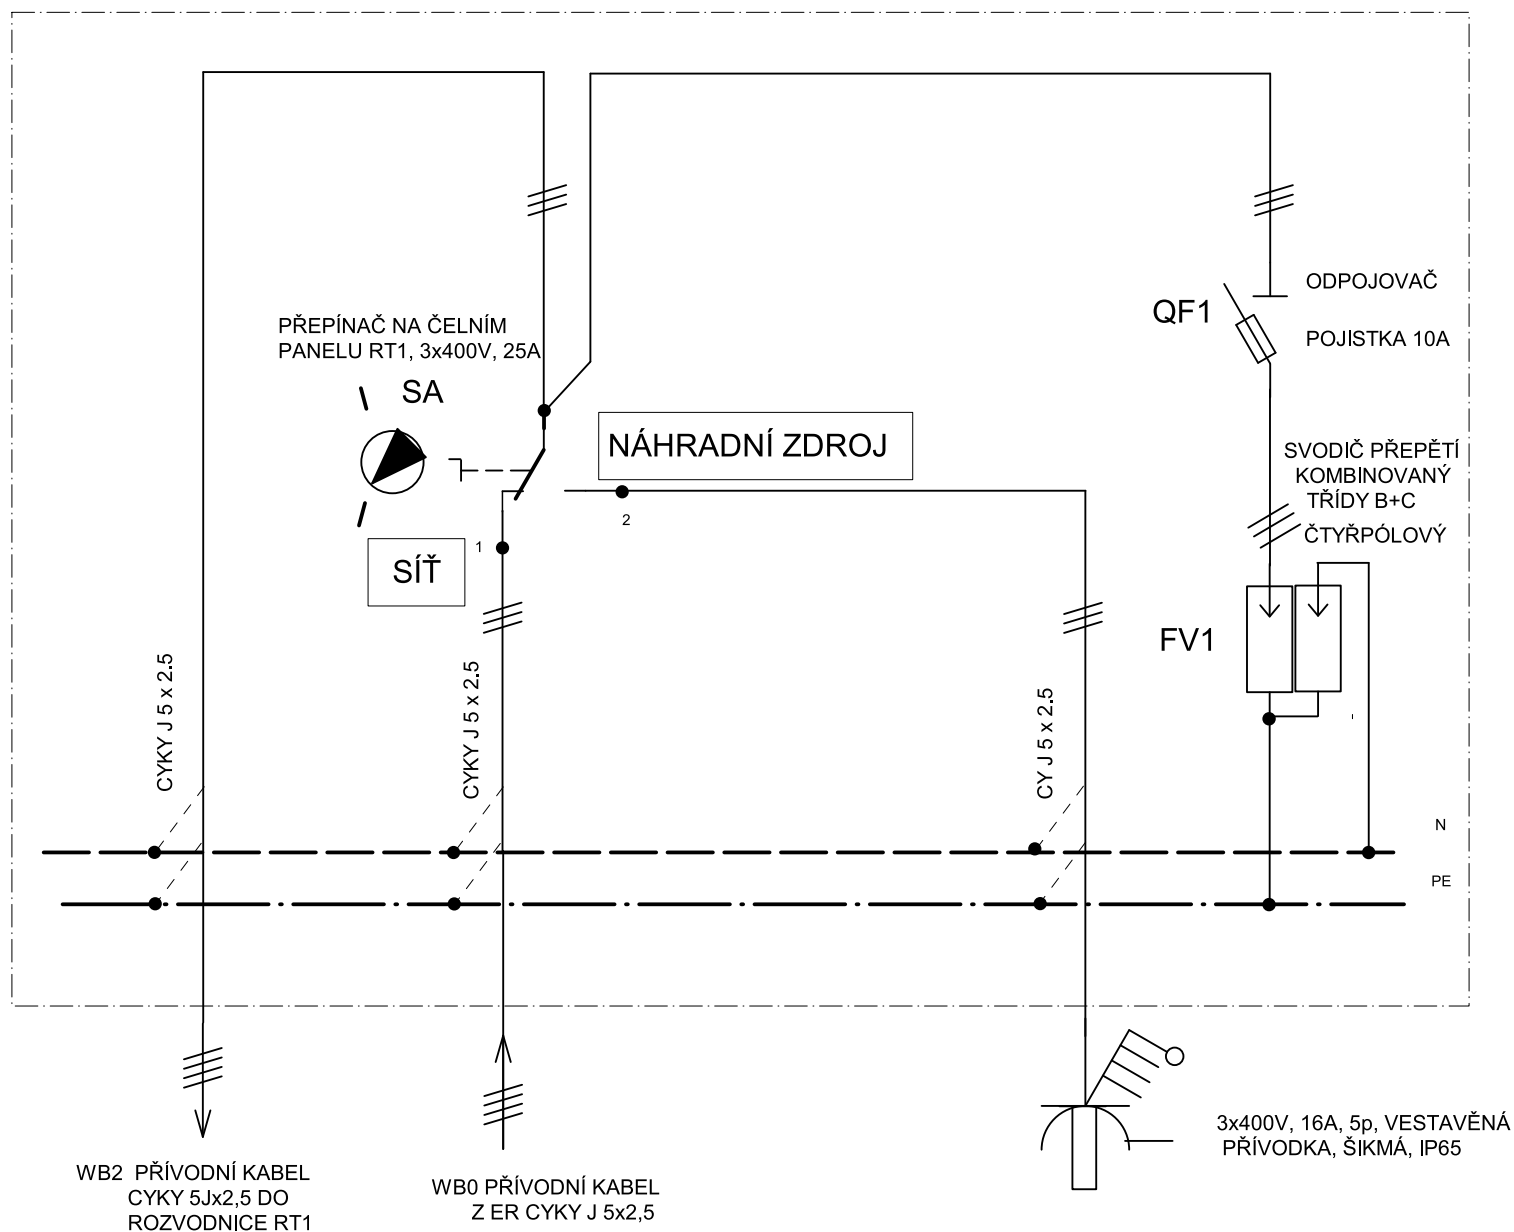 ODPOJOVAČ
QF1
POJISTKA 10A
PŘEPÍNAČ NA ČELNÍM
PANELU RT1, 3x400V, 25A
SA
NÁHRADNÍ ZDROJ
SVODIČ PŘEPĚTÍ
KOMBINOVANÝ
TŘÍDY B+C
ČTYŘPÓLOVÝ
2
1
SÍŤ
FV1
CYKY J 5 x 2.5
CYKY J 5 x 2.5
CY J 5 x 2.5
N
PE
3x400V, 16A, 5p, VESTAVĚNÁ
PŘÍVODKA, ŠIKMÁ, IP65
WB2 PŘÍVODNÍ KABEL
CYKY 5Jx2,5 DO
ROZVODNICE RT1
WB0 PŘÍVODNÍ KABEL
Z ER CYKY J 5x2,5